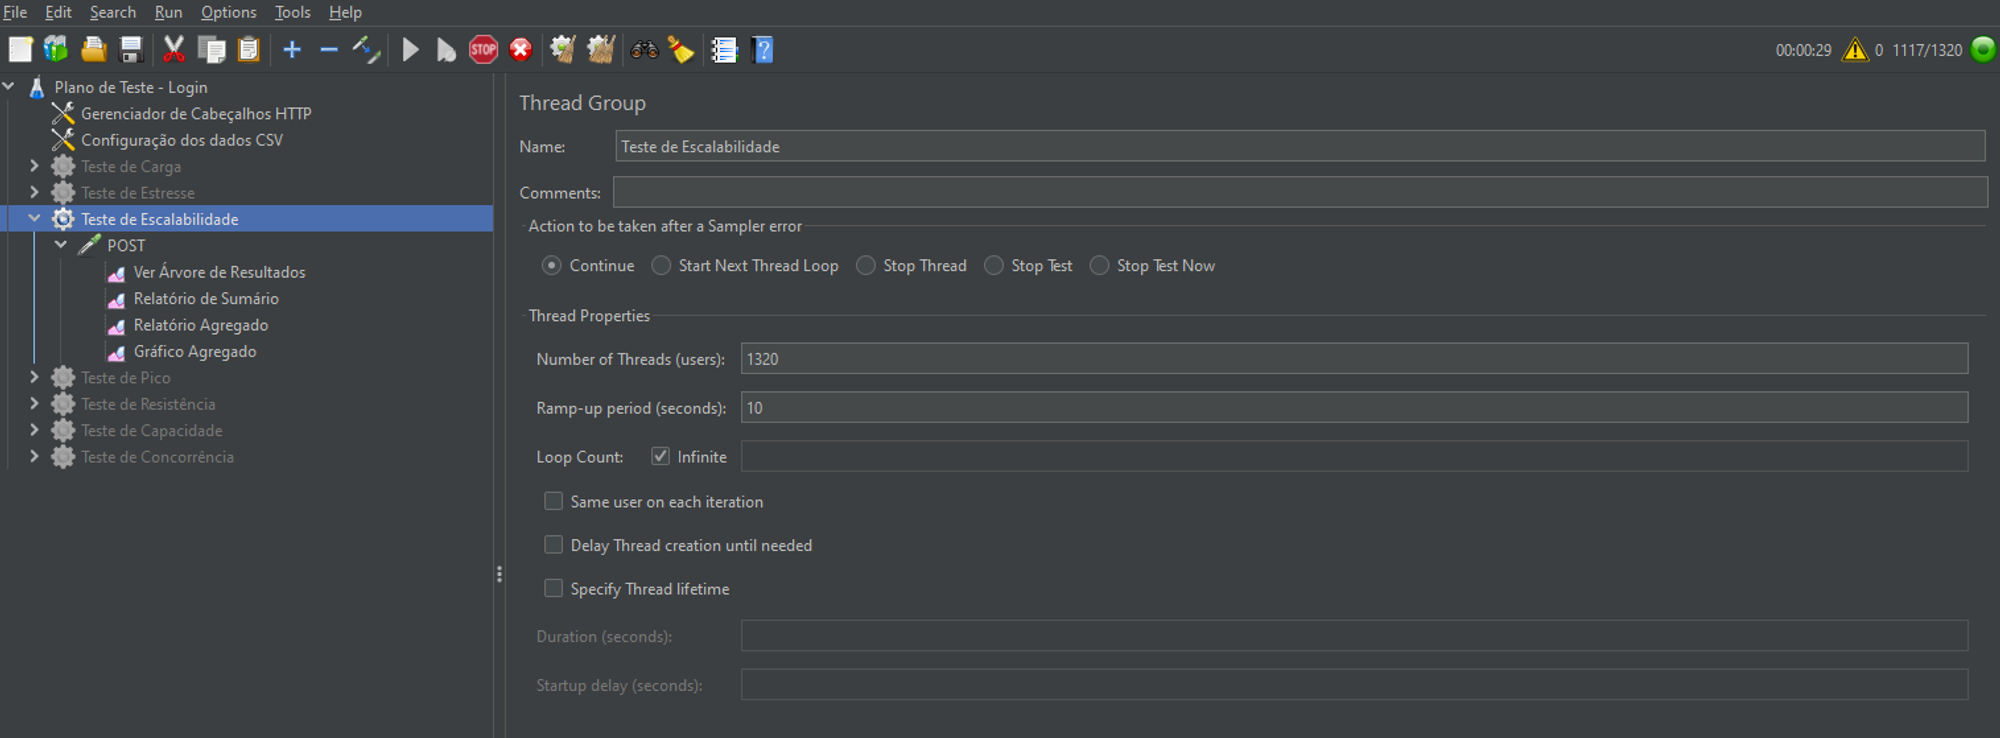 File Edit Search Run Options Tools Help
STOP
00:00:29 0 1117/1320
Plano de Teste - Login
Gerenciador de Cabeçalhos HTTP
Configuração dos dados CSV
Teste de Carga
Teste de Estresse
Teste de Escalabilidade
POST
Ver Árvore de Resultados
Relatório de Sumário
Relatório Agregado
Gráfico Agregado
Teste de Pico
Teste de Resistência
Teste de Capacidade
Teste de Concorrência
Thread Group
Name: Teste de Escalabilidade
Comments:
Action to be taken after a Sampler error
Continue Start Next Thread Loop Stop Thread Stop Test Stop Test Now
Thread Properties
Number of Threads (users): 1320
Ramp-up period (seconds): 10
Loop Count: Infinite
Same user on each iteration
Delay Thread creation until needed
Specify Thread lifetime
Duration (seconds):
Startup delay (seconds):